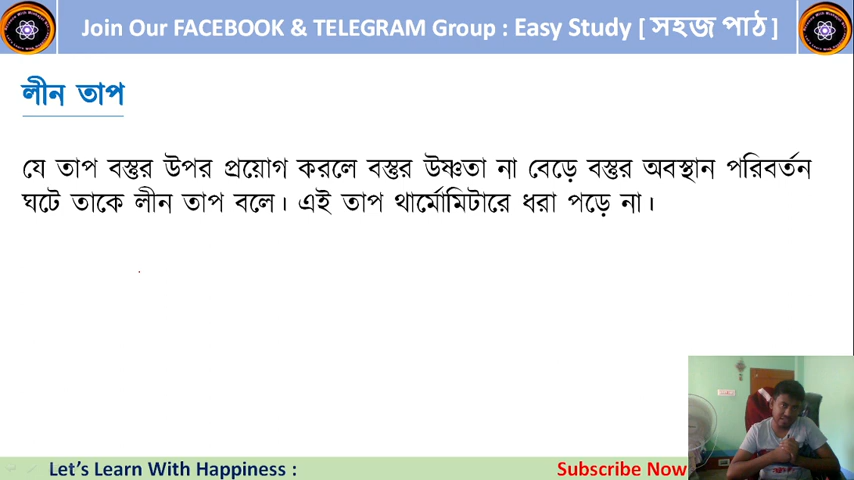 Join Our FACEBOOK & TELEGRAM Group : Easy Study [ সহজ পাঠ ]
লীন তাপ
যে তাপ বস্তুর উপর প্রয়োগ করলে বস্তুর উষ্ণতা না বেড়ে বস্তুর অবস্থান পরিবর্তন
ঘটে তাকে লীন তাপ বলে। এই তাপ থার্মোমিটারে ধরা পড়ে না।
Let's Learn With Happiness :
Subscribe Now